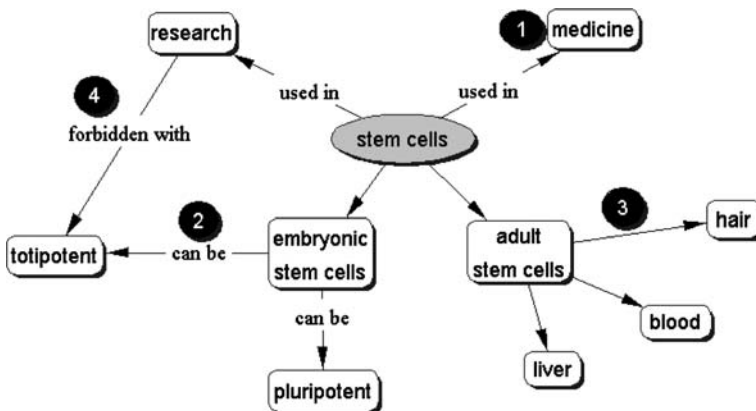 research
1
medicine
4
used in
used in
forbidden with
stem cells
2
3
hair
totipotent
can be
embryonic
stem cells
adult
stem cells
can be
blood
liver
pluripotent